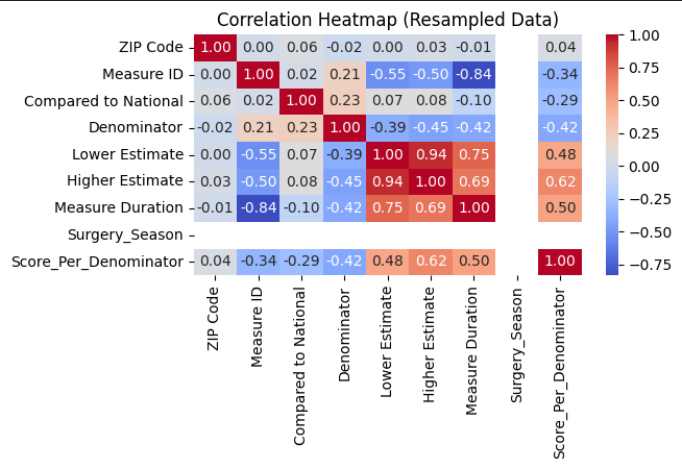 Correlation Heatmap (Resampled Data)
ZIP Code 1.00 0.00 0.06 -0.02 0.00 0.03 -0.01 0.04
Measure ID 0.00 1.00 0.02 0.21 -0.55 -0.50 -0.84 -0.34
Compared to National 0.06 0.02 1.00 0.23 0.07 0.08 -0.10 -0.29
Denominator -0.02 0.21 0.23 1.00 -0.39 -0.45 -0.42 -0.42
Lower Estimate 0.00 -0.55 0.07 -0.39 1.00 0.94 0.75 0.48
Higher Estimate 0.03 -0.50 0.08 -0.45 0.94 1.00 0.69 0.62
Measure Duration -0.01 -0.84 -0.10 -0.42 0.75 0.69 1.00 0.50
Surgery_Season
Score_Per_Denominator 0.04 -0.34 -0.29 -0.42 0.48 0.62 0.50 1.00
ZIP Code
Measure ID
Compared to National
Denominator
Lower Estimate
Higher Estimate
Measure Duration
Surgery_Season
Score_Per_Denominator
1.00
0.75
0.50
0.25
0.00
−0.25
−0.50
−0.75